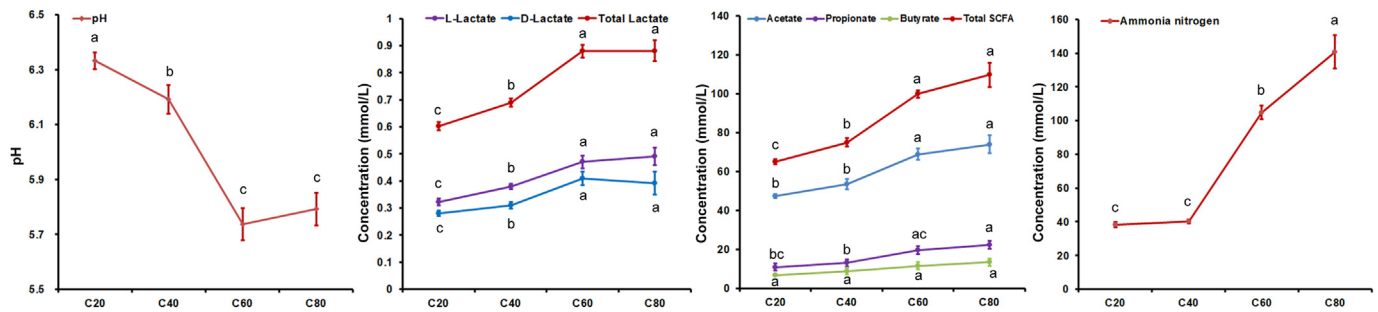 pH
6.5
6.3
6.1
5.9
5.7
5.5
pH
a
b
c
c
C20 C40 C60 C80
L-Lactate D-Lactate Total Lactate
Concentration (mmol/L)
1
0.9
0.8
0.7
0.6
0.5
0.4
0.3
0.2
0.1
0
c b a a
c b a a
c b a a
C20 C40 C60 C80
Acetate Propionate Butyrate Total SCFA
Concentration (mmol/L)
140
120
100
80
60
40
20
0
c b a a
b b a a
bc b ac a
a a a a
C20 C40 C60 C80
Ammonia nitrogen
Concentration (mmol/L)
160
140
120
100
80
60
40
20
0
c c b a
C20 C40 C60 C80